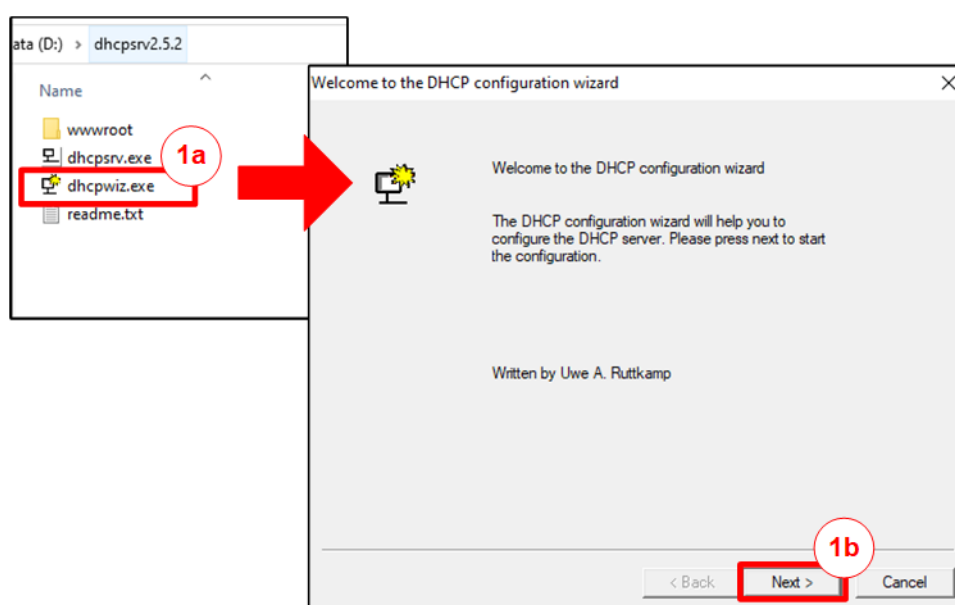 ata (D:) > dhcpsrv2.5.2
Name
wwwroot
dhcpsrv.exe
1a
dhcpwiz.exe
readme.txt
Welcome to the DHCP configuration wizard
Welcome to the DHCP configuration wizard
The DHCP configuration wizard will help you to
configure the DHCP server. Please press next to start
the configuration.
Written by Uwe A. Ruttkamp
1b
< Back
Next >
Cancel